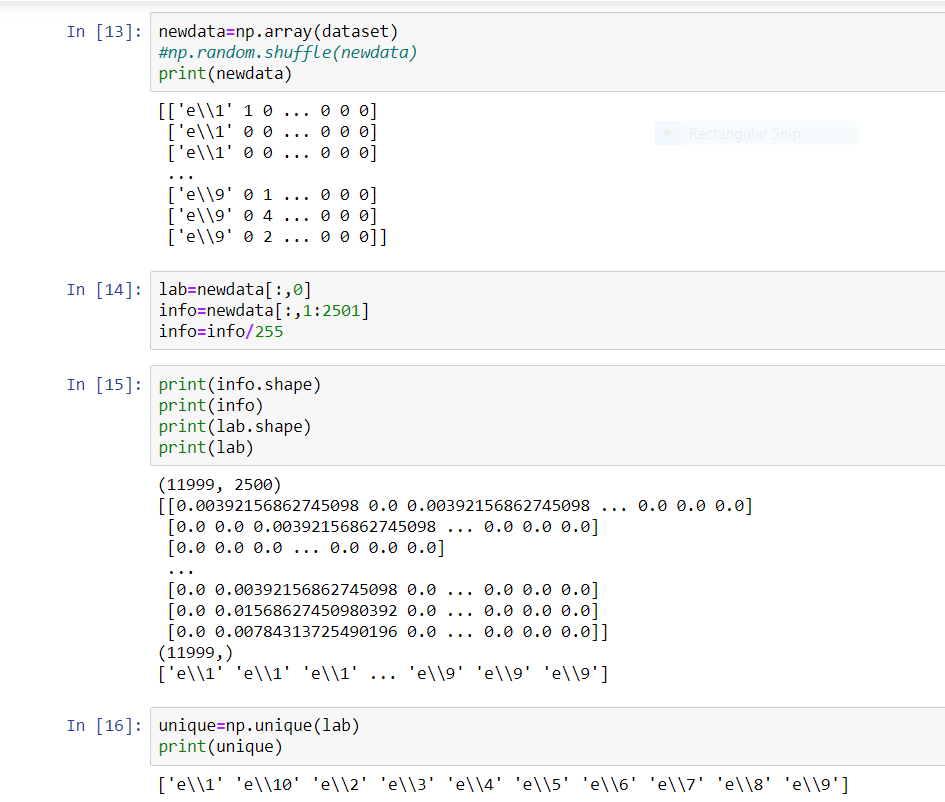 In [13]: newdata=np.array(dataset)
#np.random.shuffle(newdata)
print(newdata)
[['e\\1' 1 0 ... 0 0 0]
['e\\1' 0 0 ... 0 0 0]
['e\\1' 0 0 ... 0 0 0]
...
['e\\9' 0 1 ... 0 0 0]
['e\\9' 0 4 ... 0 0 0]
['e\\9' 0 2 ... 0 0 0]]
Rectangular Snip
In [14]: lab=newdata[:,0]
info=newdata[:,1:2501]
info=info/255
In [15]: print(info.shape)
print(info)
print(lab.shape)
print(lab)
(11999, 2500)
[[0.00392156862745098 0.0 0.00392156862745098 ... 0.0 0.0 0.0]
[0.0 0.0 0.00392156862745098 ... 0.0 0.0 0.0]
[0.0 0.0 0.0 ... 0.0 0.0 0.0]
...
[0.0 0.00392156862745098 0.0 ... 0.0 0.0 0.0]
[0.0 0.01568627450980392 0.0 ... 0.0 0.0 0.0]
[0.0 0.00784313725490196 0.0 ... 0.0 0.0 0.0]]
(11999,)
['e\\1' 'e\\1' 'e\\1' ... 'e\\9' 'e\\9' 'e\\9']
In [16]: unique=np.unique(lab)
print(unique)
['e\\1' 'e\\10' 'e\\2' 'e\\3' 'e\\4' 'e\\5' 'e\\6' 'e\\7' 'e\\8' 'e\\9']